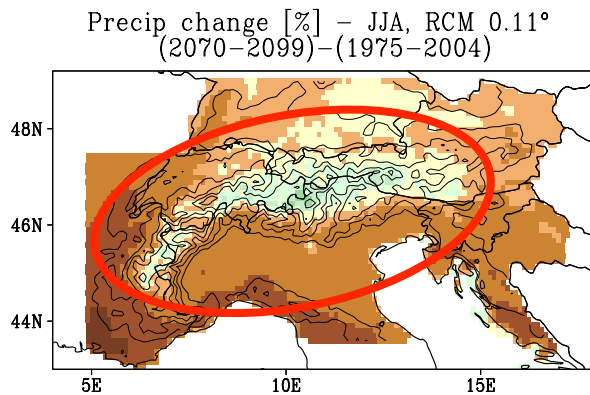 Precip change [%] − JJA, RCM 0.11°
(2070−2099)−(1975−2004)
48N
46N
44N
5E
10E
15E